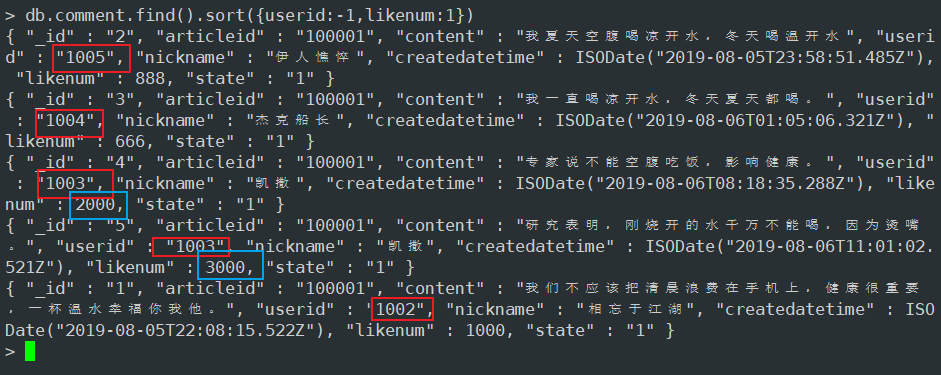 > db.comment.find().sort({userid:-1,likenum:1})
{ "_id" : "2", "articleid" : "100001", "content" : "我夏天空腹喝凉开水，冬天喝温开水", "useri
d" : "1005", "nickname" : "伊人憔悴", "createdatetime" : ISODate("2019-08-05T23:58:51.485Z"),
 "likenum" : 888, "state" : "1" }
{ "_id" : "3", "articleid" : "100001", "content" : "我一直喝凉开水，冬天夏天都喝。", "userid"
 : "1004", "nickname" : "杰克船长", "createdatetime" : ISODate("2019-08-06T01:05:06.321Z"), "
likenum" : 666, "state" : "1" }
{ "_id" : "4", "articleid" : "100001", "content" : "专家说不能空腹吃饭，影响健康。", "userid"
 : "1003", "nickname" : "凯撒", "createdatetime" : ISODate("2019-08-06T08:18:35.288Z"), "like
num" : 2000, "state" : "1" }
{ "_id" : "5", "articleid" : "100001", "content" : "研究表明，刚烧开的水千万不能喝，因为烫嘴
。", "userid" : "1003", "nickname" : "凯撒", "createdatetime" : ISODate("2019-08-06T11:01:02.
521Z"), "likenum" : 3000, "state" : "1" }
{ "_id" : "1", "articleid" : "100001", "content" : "我们不应该把清晨浪费在手机上，健康很重要
，一杯温水幸福你我他。", "userid" : "1002", "nickname" : "相忘于江湖", "createdatetime" : ISO
Date("2019-08-05T22:08:15.522Z"), "likenum" : 1000, "state" : "1" }
>